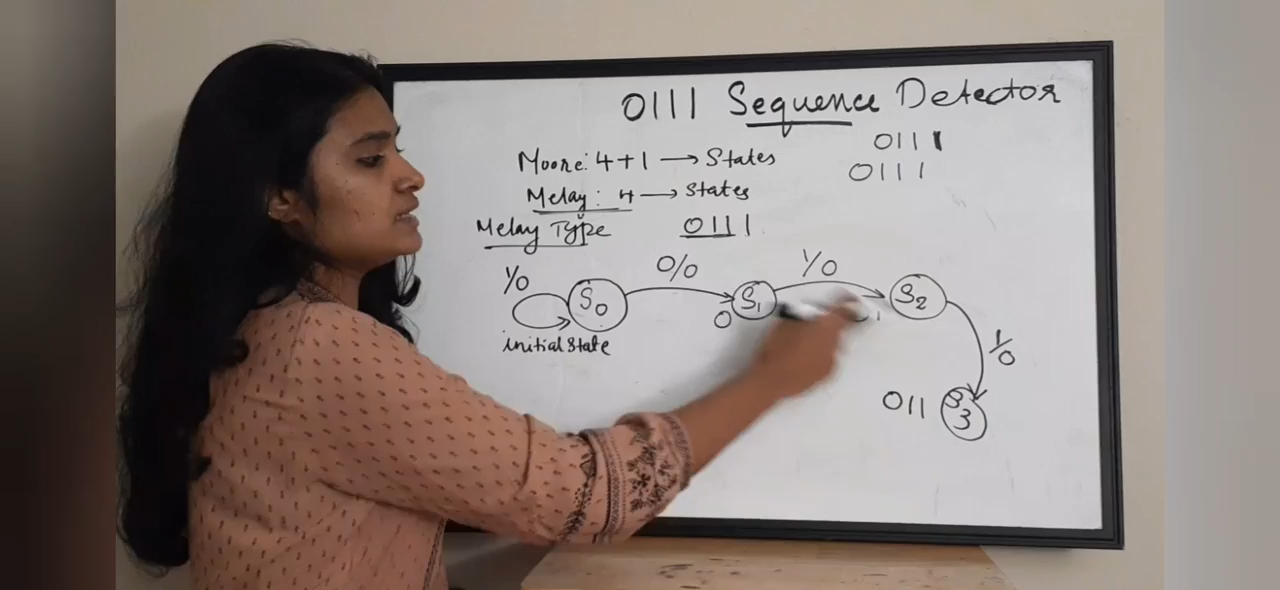 0111 Sequence Detector
Moore: 4+1 → States
0111
0111
Melay: 4 → States
Melay Type
0111
1/0
S0
0/0
S1
1/0
S2
0
initial state
1/0
011
S3